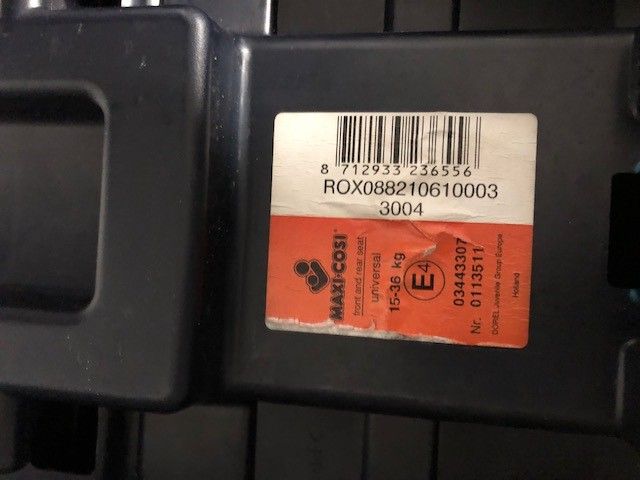 8 712933 236556
ROX088210610003
3004
MAXI-COSI®
front and rear seat
universal
15-36 kg
E4
03443307
Nr. 0113511
DOREL Juvenile Group Europe
Holland